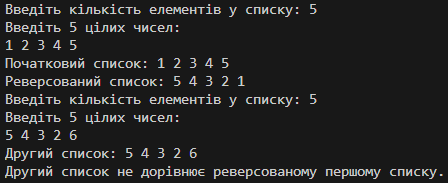 Введіть кількість елементів у списку: 5
Введіть 5 цілих чисел:
1 2 3 4 5
Початковий список: 1 2 3 4 5
Реверсований список: 5 4 3 2 1
Введіть кількість елементів у списку: 5
Введіть 5 цілих чисел:
5 4 3 2 6
Другий список: 5 4 3 2 6
Другий список не дорівнює реверсованому першому списку.